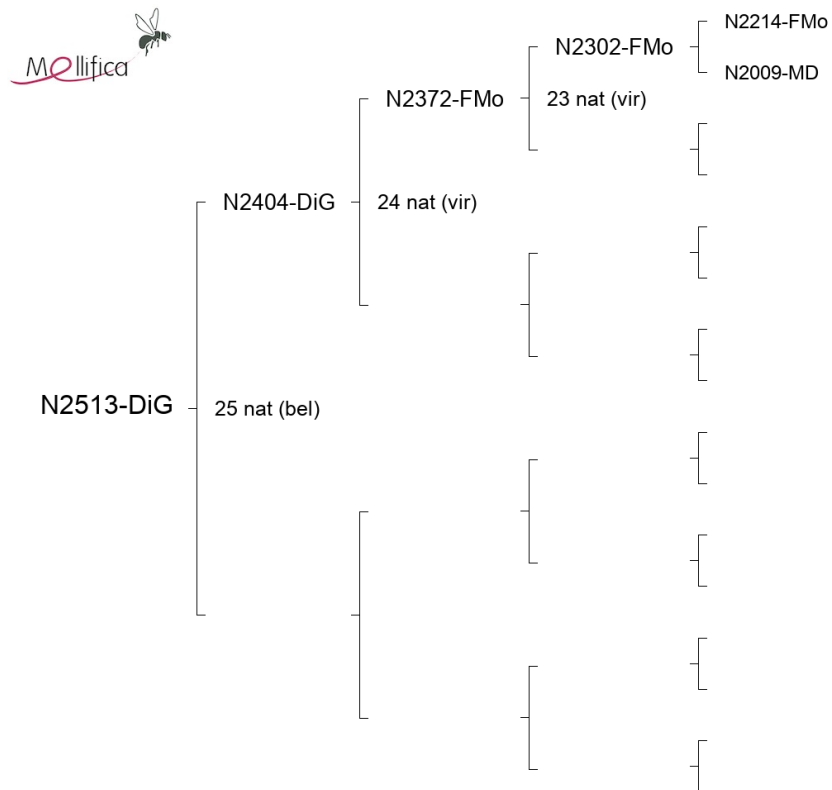 Mellifica
N2214-FMo
N2302-FMo
N2009-MD
N2372-FMo
23 nat (vir)
N2404-DiG
24 nat (vir)
N2513-DiG
25 nat (bel)